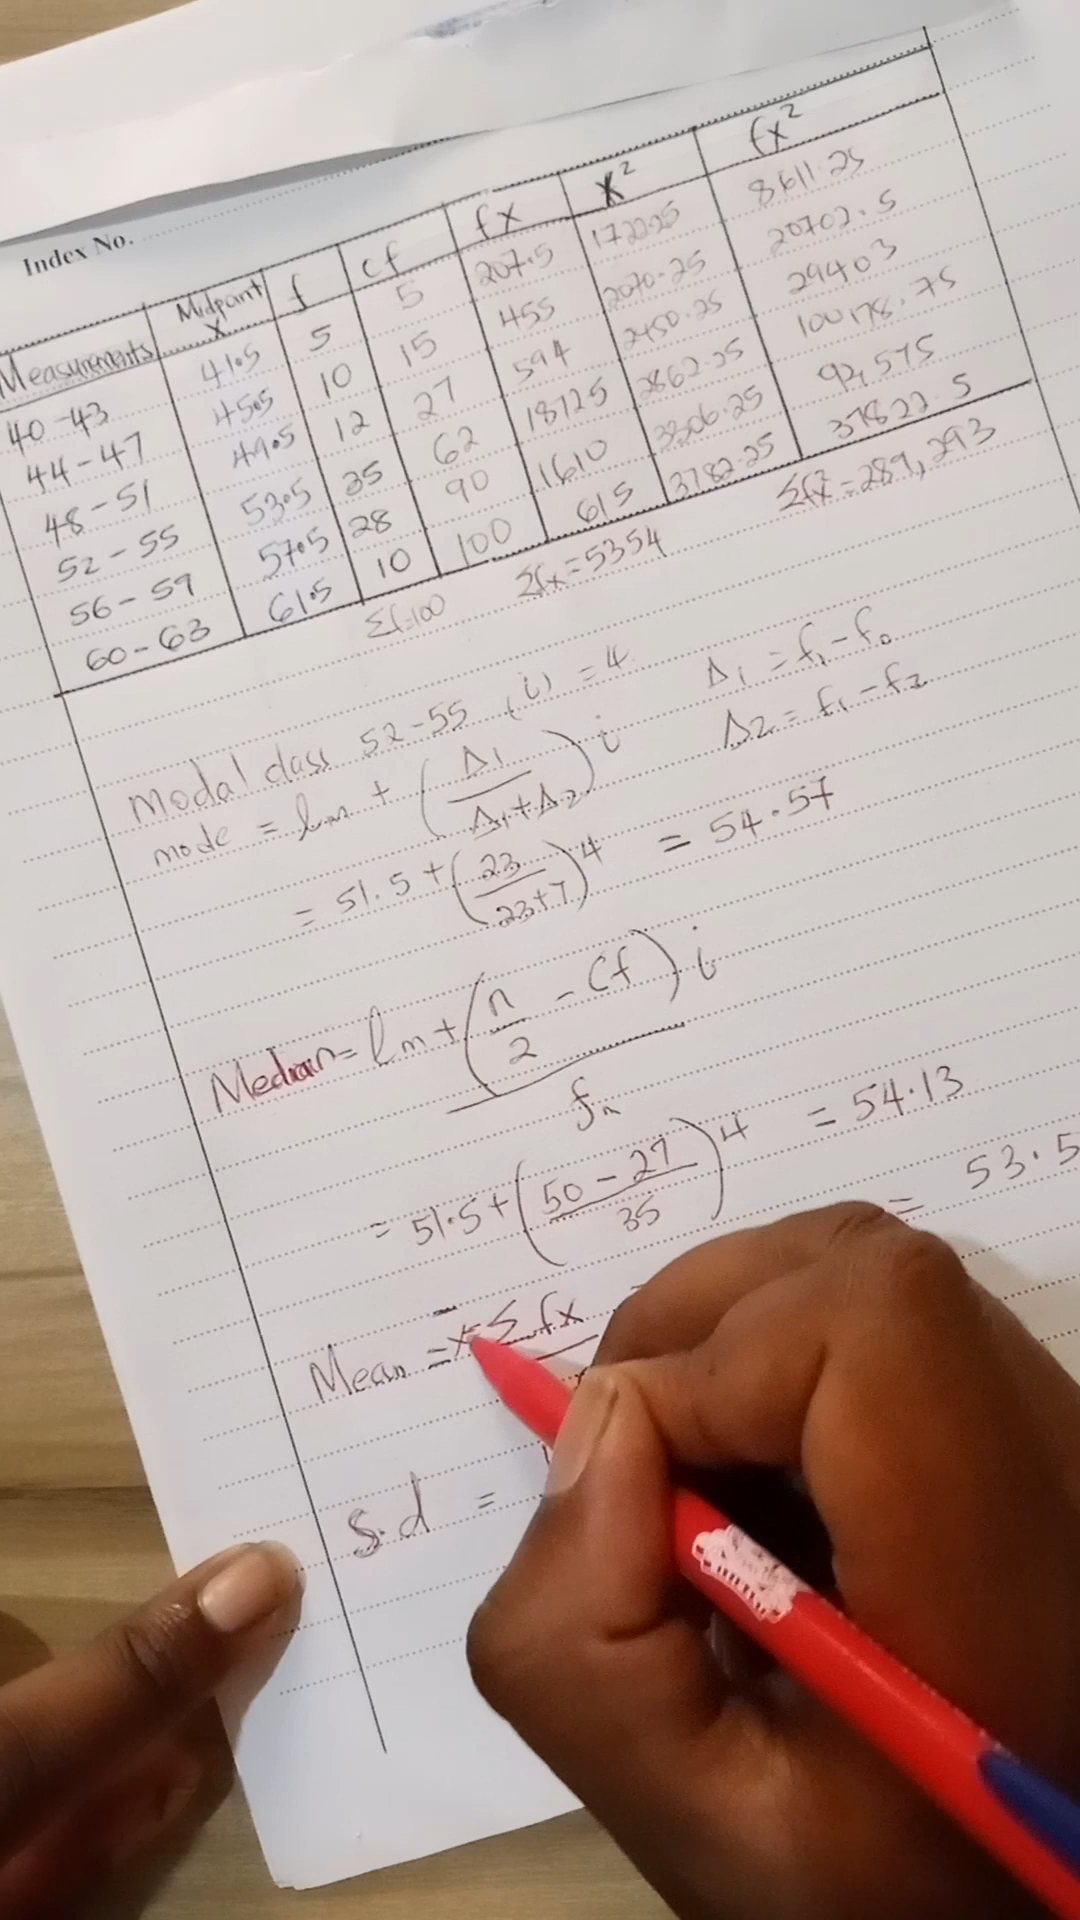 Index No.
Measurements Midpoint x f cf fx x² fx²
40-43 41.5 5 5 207.5 1722.25 8611.25
44-47 45.5 10 15 455 2070.25 20702.5
48-51 49.5 12 27 594 2450.25 29403
52-55 53.5 35 62 1872.5 2862.25 100178.75
56-59 57.5 28 90 1610 3306.25 92,575
60-63 61.5 10 100 615 3782.25 37822.5
Σf=100 Σfx=5354 Σfx²=289,293
Modal class 52-55, (i) = 4 Δ1 = f1-f0
mode = Lm + (Δ1/(Δ1+Δ2)) i Δ2 = f1-f2
= 51.5 + (23/(23+7)) 4 = 54.57
Median = Lm + (n/2 - cf) i / fn
= 51.5 + ((50-27)/35) 4 = 54.13
Mean = fx = 53.5
S.d =